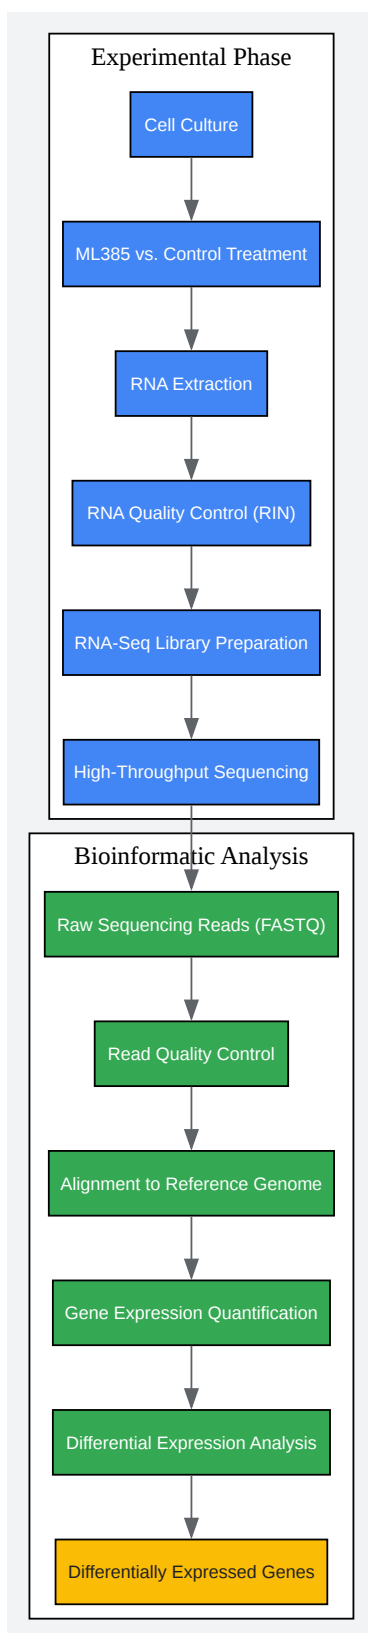 Experimental Phase
Cell Culture
ML385 vs. Control Treatment
RNA Extraction
RNA Quality Control (RIN)
RNA-Seq Library Preparation
High-Throughput Sequencing
Bioinformatic Analysis
Raw Sequencing Reads (FASTQ)
Read Quality Control
Alignment to Reference Genome
Gene Expression Quantification
Differential Expression Analysis
Differentially Expressed Genes